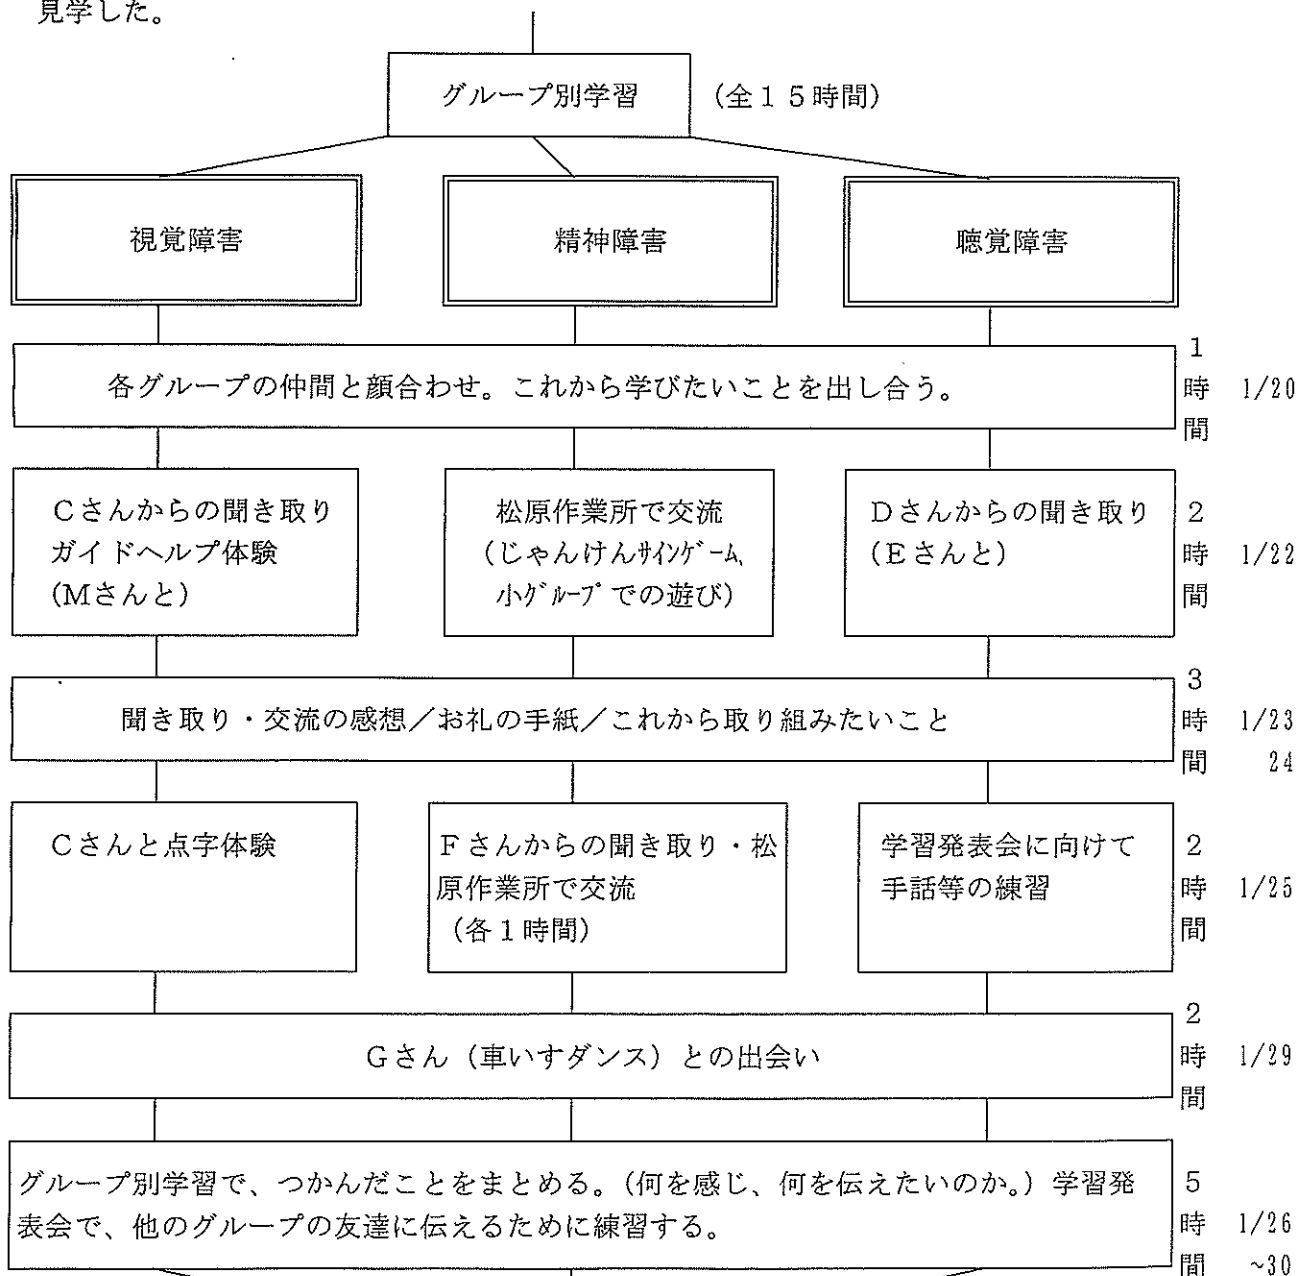 見学した。
グループ別学習 (全15時間)
視覚障害 精神障害 聴覚障害
各グループの仲間と顔合わせ。これから学びたいことを出し合う。
1
時 1/20
間
Cさんからの聞き取り
ガイドヘルプ体験
(Mさんと)
松原作業所で交流
(じゃんけんサインゲーム、
小グループでの遊び)
Dさんからの聞き取り
(Eさんと)
2
時 1/22
間
聞き取り・交流の感想/お礼の手紙/これから取り組みたいこと
3
時 1/23
間 24
Cさんと点字体験
Fさんからの聞き取り・松
原作業所で交流
(各1時間)
学習発表会に向けて
手話等の練習
2
時 1/25
間
Gさん(車いすダンス)との出会い
2
時 1/29
間
グループ別学習で、つかんだことをまとめる。(何を感じ、何を伝えたいのか。)学習発
表会で、他のグループの友達に伝えるために練習する。
5
時 1/26
間 ~30